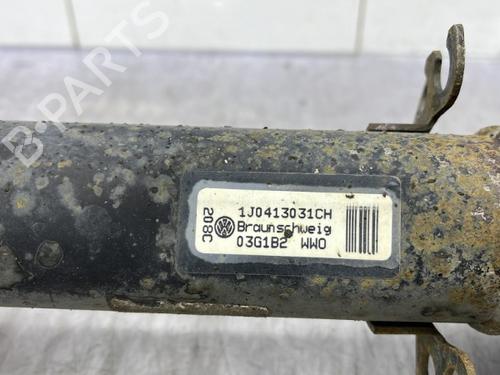 1J0413031CH
Braunschweig
03G1B2 WWO
208C
B-PARTS